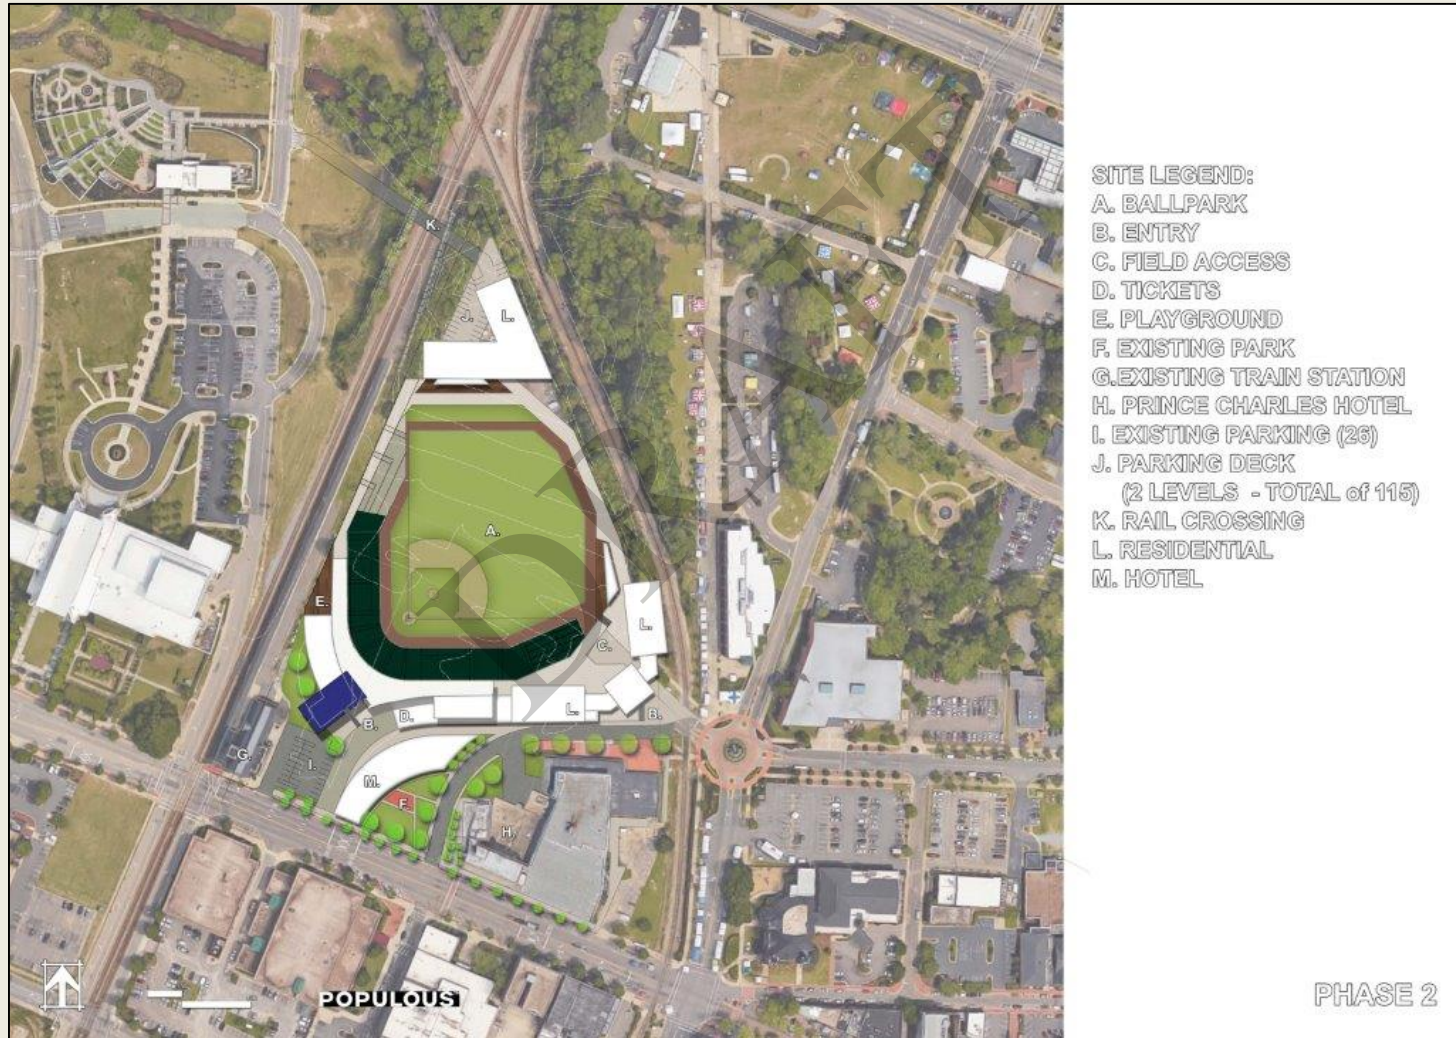 K.
J. L.
A.
E.
C.
L.
B.
D.
L.
B.
G.
I.
M.
F.
H.
POPULOUS
DRAFT
SITE LEGEND:
A. BALLPARK
B. ENTRY
C. FIELD ACCESS
D. TICKETS
E. PLAYGROUND
F. EXISTING PARK
G.EXISTING TRAIN STATION
H. PRINCE CHARLES HOTEL
I. EXISTING PARKING (26)
J. PARKING DECK
(2 LEVELS - TOTAL of 115)
K. RAIL CROSSING
L. RESIDENTIAL
M. HOTEL
PHASE 2